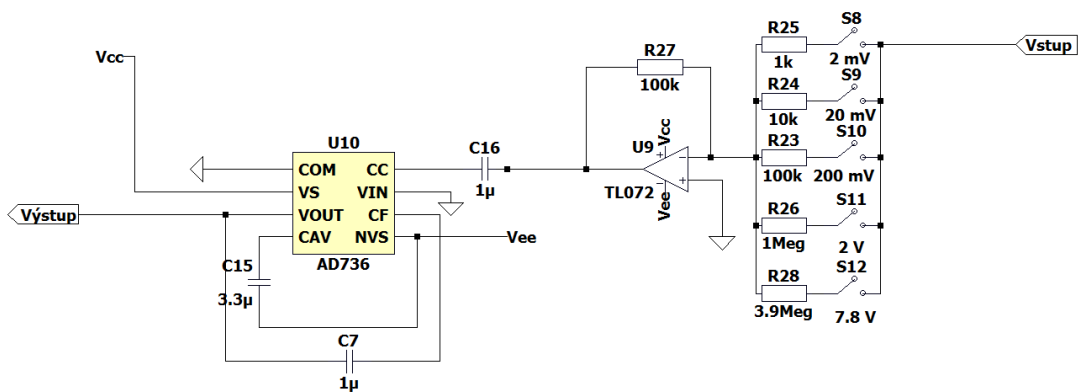 R25
S8
Vstup
1k
2 mV
R24
S9
10k
20 mV
R23
S10
100k
200 mV
R26
S11
1Meg
2 V
R28
S12
3.9Meg
7.8 V
R27
100k
U9
Vcc
TL072
Vee
C16
1µ
Vcc
U10
COM
CC
VS
VIN
VOUT
CF
CAV
NVS
AD736
Vee
Výstup
C15
3.3µ
C7
1µ